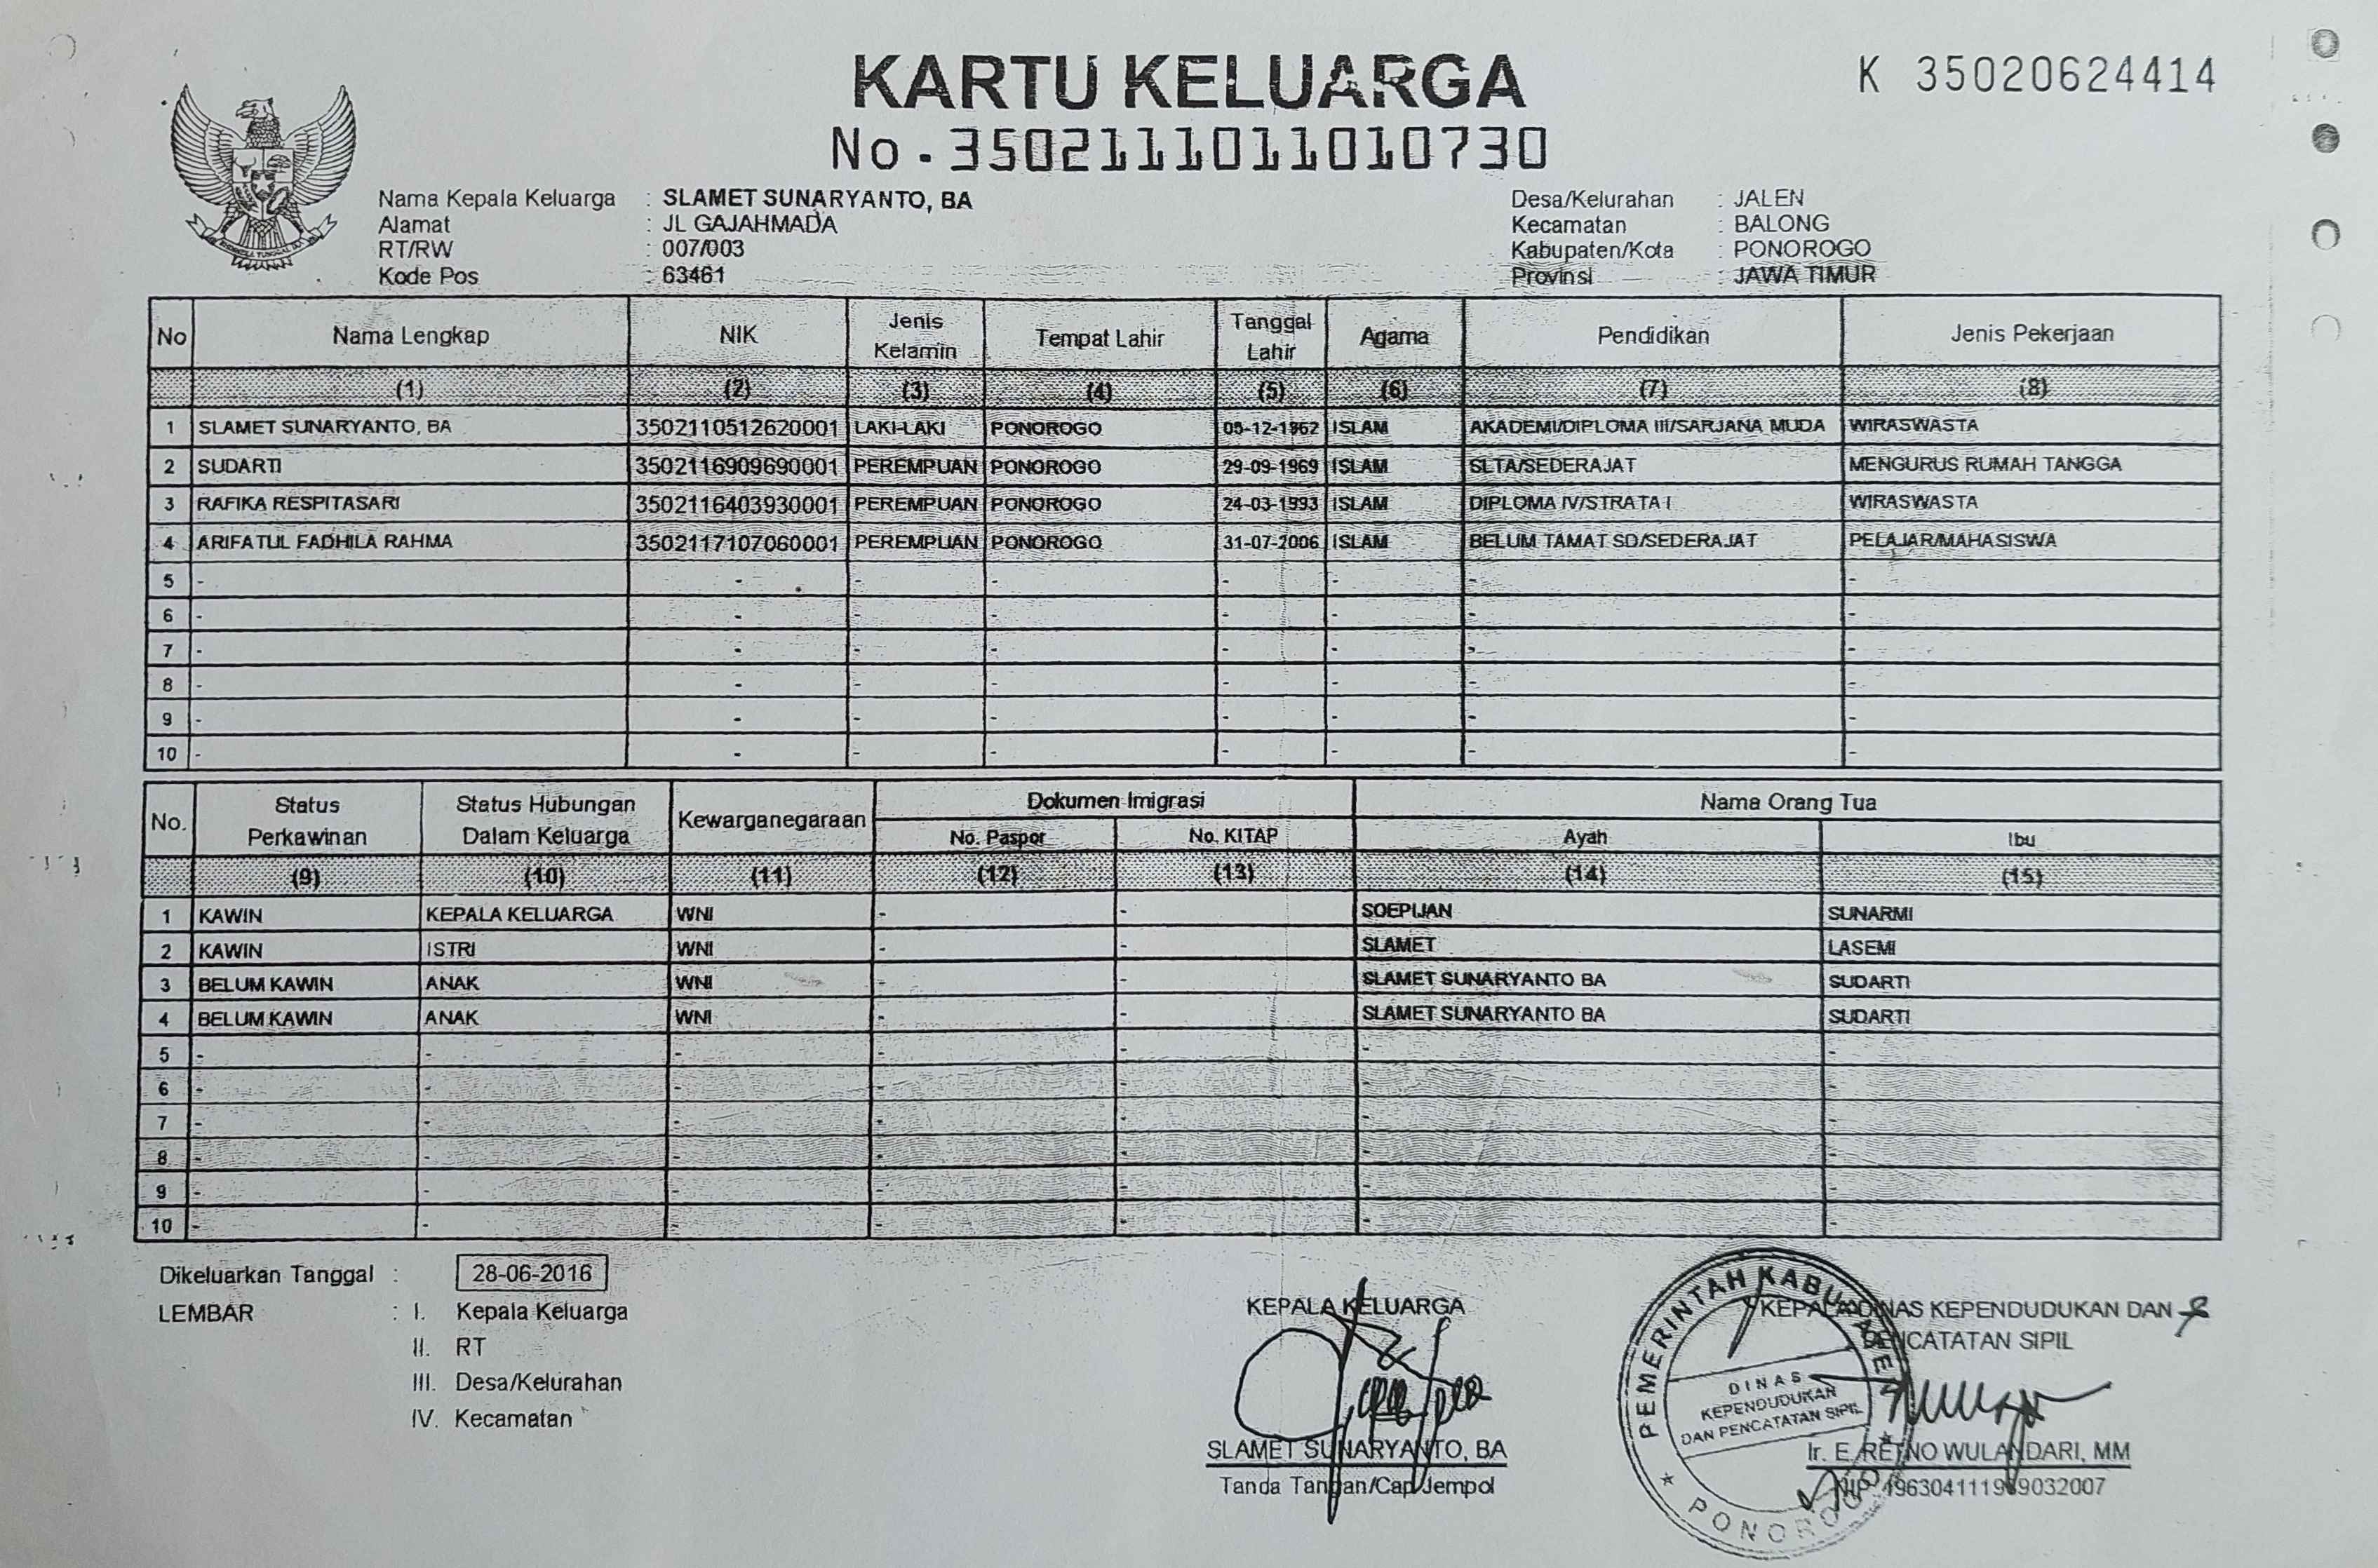 KARTU KELUARGA
No. 3502111011010730
K 35020624414
Nama Kepala Keluarga : SLAMET SUNARYANTO, BA
Alamat : JL GAJAHMADA
RT/RW : 007/003
Kode Pos : 63461
Desa/Kelurahan : JALEN
Kecamatan : BALONG
Kabupaten/Kota : PONOROGO
Provinsi : JAWA TIMUR
No Nama Lengkap NIK Jenis Kelamin Tempat Lahir Tanggal Lahir Agama Pendidikan Jenis Pekerjaan
(1) (2) (3) (4) (5) (6) (7) (8)
1 SLAMET SUNARYANTO, BA 3502110512620001 LAKI-LAKI PONOROGO 05-12-1962 ISLAM AKADEMI/DIPLOMA III/SARJANA MUDA WIRASWASTA
2 SUDARTI 3502116909690001 PEREMPUAN PONOROGO 29-09-1969 ISLAM SLTA/SEDERAJAT MENGURUS RUMAH TANGGA
3 RAFIKA RESPITASARI 3502116403930001 PEREMPUAN PONOROGO 24-03-1993 ISLAM DIPLOMA IV/STRATA I WIRASWASTA
4 ARIFATUL FADHILA RAHMA 3502117107060001 PEREMPUAN PONOROGO 31-07-2006 ISLAM BELUM TAMAT SD/SEDERAJAT PELAJAR/MAHASISWA
5 - - - - - - - -
6 - - - - - - - -
7 - - - - - - - -
8 - - - - - - - -
9 - - - - - - - -
10 - - - - - - - -
No. Status Perkawinan Status Hubungan Dalam Keluarga Kewarganegaraan Dokumen Imigrasi Nama Orang Tua
No. Paspor No. KITAP Ayah Ibu
(9) (10) (11) (12) (13) (14) (15)
1 KAWIN KEPALA KELUARGA WNI - - SOEPIJAN SUNARMI
2 KAWIN ISTRI WNI - - SLAMET LASEMI
3 BELUM KAWIN ANAK WNI - - SLAMET SUNARYANTO BA SUDARTI
4 BELUM KAWIN ANAK WNI - - SLAMET SUNARYANTO BA SUDARTI
5 - - - - - - -
6 - - - - - - -
7 - - - - - - -
8 - - - - - - -
9 - - - - - - -
10 - - - - - - -
Dikeluarkan Tanggal : 28-06-2016
LEMBAR : I. Kepala Keluarga
II. RT
III. Desa/Kelurahan
IV. Kecamatan
KEPALA KELUARGA
SLAMET SUNARYANTO, BA
Tanda Tangan/Cap Jempol
KEPALA DINAS KEPENDUDUKAN DAN
PENCATATAN SIPIL
PEMERINTAH KABUPATEN
DINAS
KEPENDUDUKAN
DAN PENCATATAN SIPIL
PONOROGO
Ir. E. RETNO WULANDARI, MM
NIP. 196304111989032007